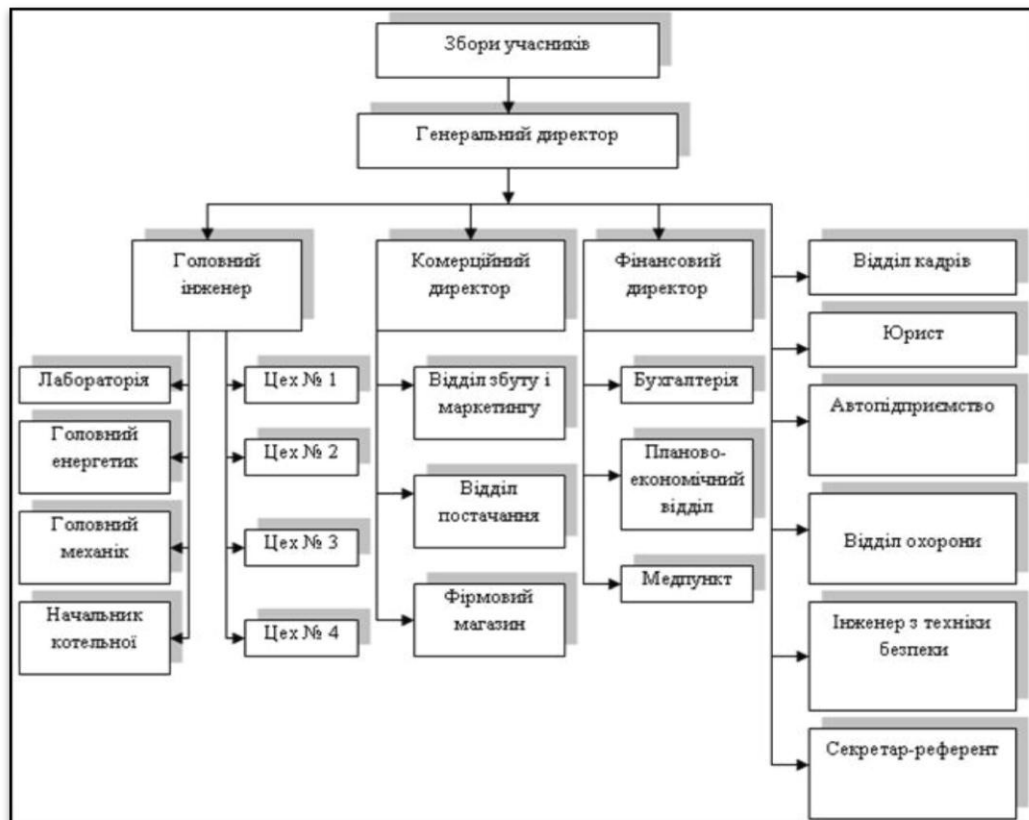 Збори учасників
Генеральний директор
Головний
інженер
Комерційний
директор
Фінансовий
директор
Відділ кадрів
Юрист
Автопідприємство
Відділ охорони
Інженер з техніки
безпеки
Секретар-референт
Лабораторія
Головний
енергетик
Головний
механік
Начальник
котельної
Цех № 1
Цех № 2
Цех № 3
Цех № 4
Відділ збуту і
маркетингу
Відділ
постачання
Фірмовий
магазин
Бухгалтерія
Планово-
економічний
відділ
Медпункт